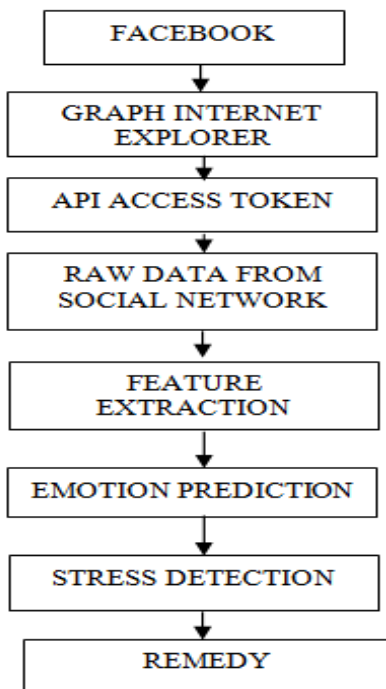 FACEBOOK
GRAPH INTERNET
EXPLORER
API ACCESS TOKEN
RAW DATA FROM
SOCIAL NETWORK
FEATURE
EXTRACTION
EMOTION PREDICTION
STRESS DETECTION
REMEDY